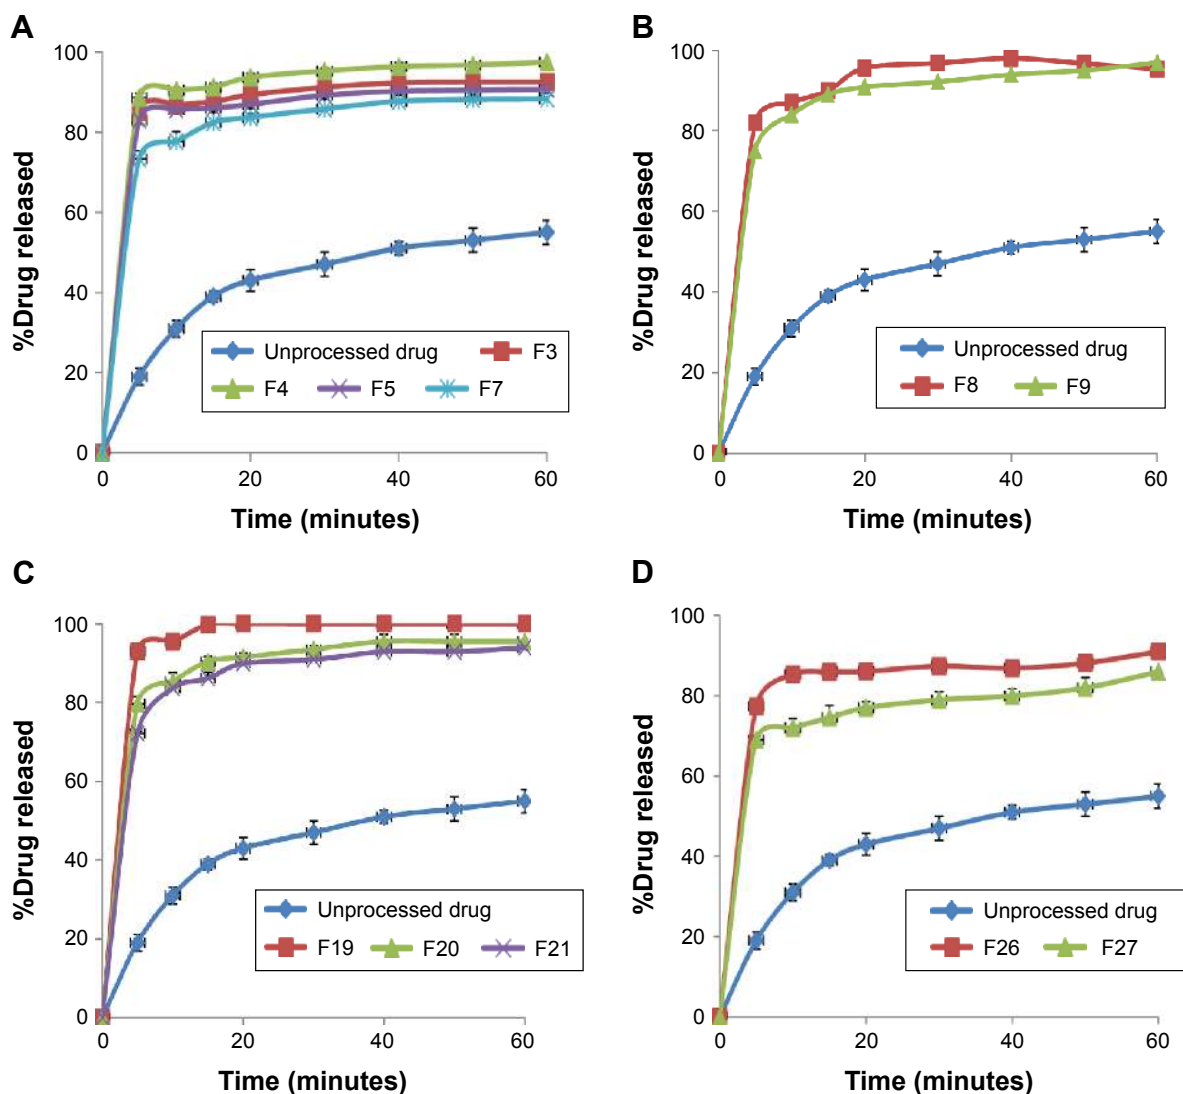 A
%Drug released
100
80
60
40
20
0
Unprocessed drug F3
F4 F5 F7
0 20 40 60
Time (minutes)
B
%Drug released
100
80
60
40
20
0
Unprocessed drug
F8 F9
0 20 40 60
Time (minutes)
C
%Drug released
100
80
60
40
20
0
Unprocessed drug
F19 F20 F21
0 20 40 60
Time (minutes)
D
%Drug released
100
80
60
40
20
0
Unprocessed drug
F26 F27
0 20 40 60
Time (minutes)